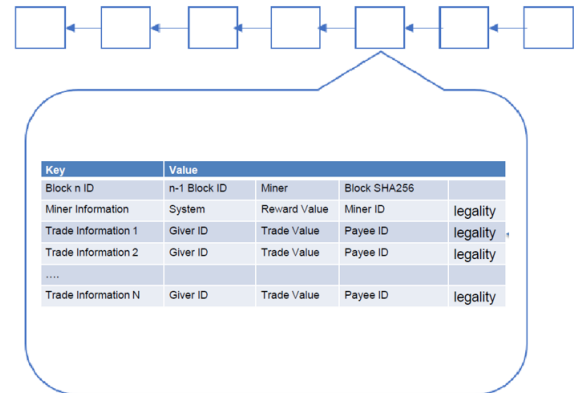 Key Value
Block n ID n-1 Block ID Miner Block SHA256
Miner Information System Reward Value Miner ID legality
Trade Information 1 Giver ID Trade Value Payee ID legality
Trade Information 2 Giver ID Trade Value Payee ID legality
....
Trade Information N Giver ID Trade Value Payee ID legality